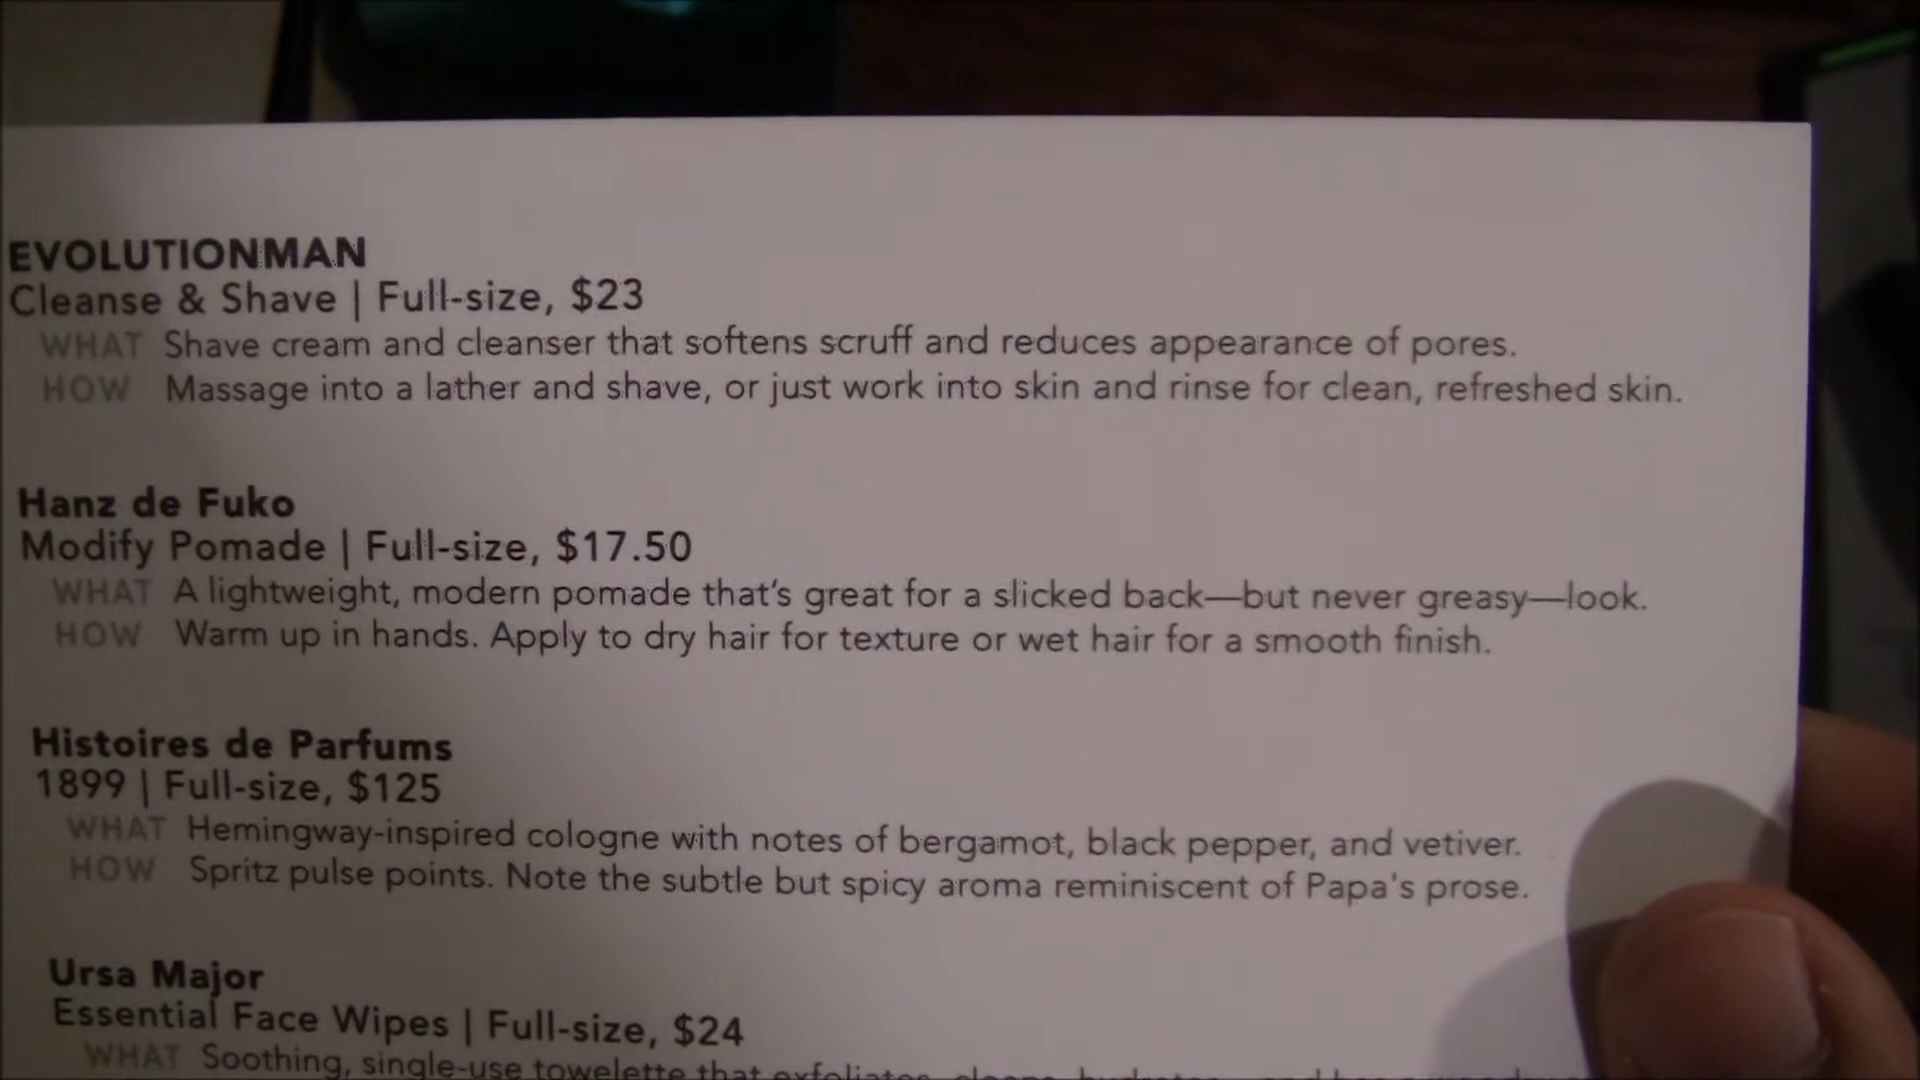 EVOLUTIONMAN
Cleanse & Shave | Full-size, $23
WHAT Shave cream and cleanser that softens scruff and reduces appearance of pores.
HOW Massage into a lather and shave, or just work into skin and rinse for clean, refreshed skin.
Hanz de Fuko
Modify Pomade | Full-size, $17.50
WHAT A lightweight, modern pomade that's great for a slicked back—but never greasy—look.
HOW Warm up in hands. Apply to dry hair for texture or wet hair for a smooth finish.
Histoires de Parfums
1899 | Full-size, $125
WHAT Hemingway-inspired cologne with notes of bergamot, black pepper, and vetiver.
HOW Spritz pulse points. Note the subtle but spicy aroma reminiscent of Papa's prose.
Ursa Major
Essential Face Wipes | Full-size, $24
WHAT Soothing, single-use towelette that exfoliates